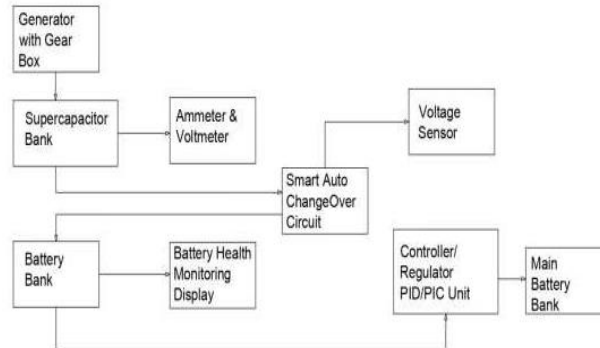 Generator
with Gear
Box
Supercapacitor
Bank
Ammeter &
Voltmeter
Voltage
Sensor
Smart Auto
ChangeOver
Circuit
Battery
Bank
Battery Health
Monitoring
Display
Controller/
Regulator
PID/PIC Unit
Main
Battery
Bank